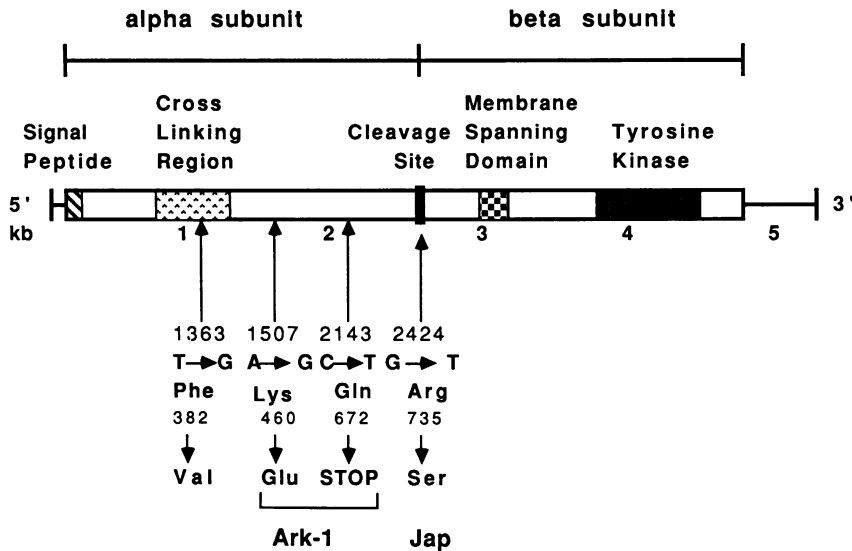 alpha subunit beta subunit
Cross Membrane
Signal Linking Cleavage Spanning Tyrosine
Peptide Region Site Domain Kinase
5' 3'
kb 1 2 3 4 5
1363 1507 2143 2424
T→G A→G C→T G→T
Phe Lys Gln Arg
382 460 672 735
Val Glu STOP Ser
Ark-1 Jap